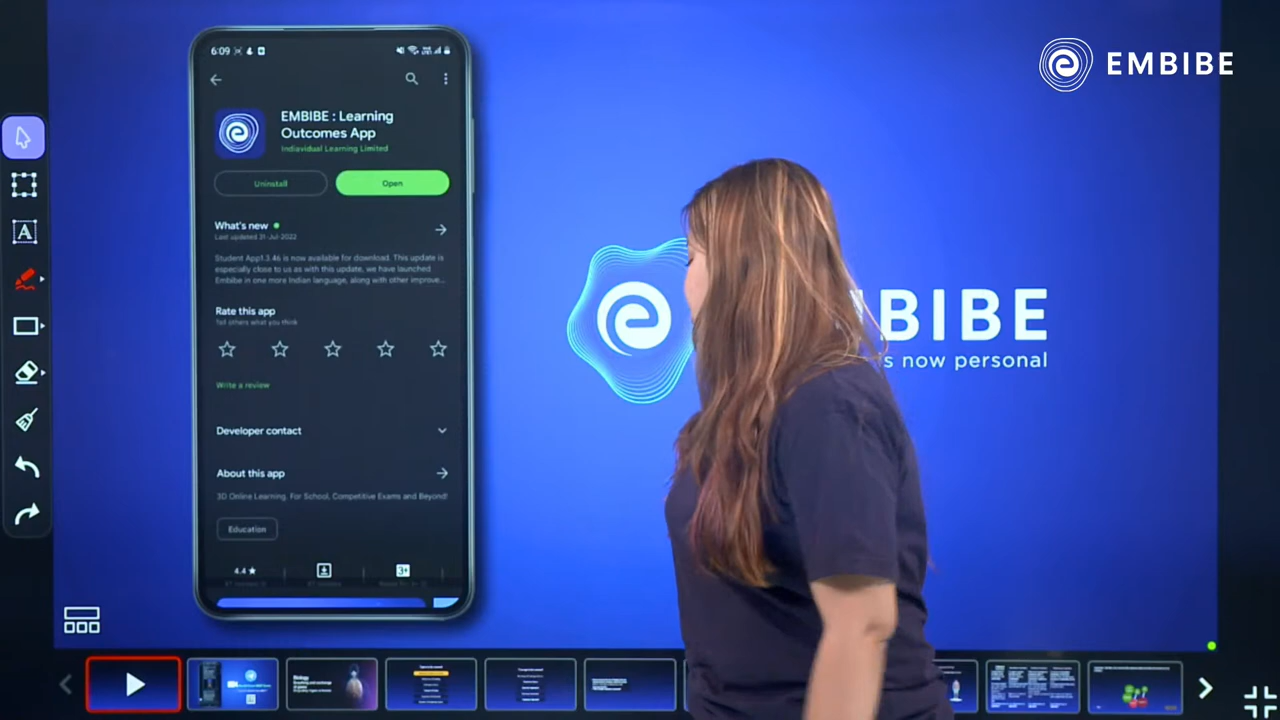 6:09
EMBIBE
EMBIBE : Learning
Outcomes App
Indiavidual Learning Limited
Uninstall
Open
What's new
Last updated 31-Jul-2022
Student App1.3.46 is now available for download. This update is
especially close to us as with this update, we have launched
Embibe in one more Indian language, along with other improve...
Rate this app
Tell others what you think
Write a review
Developer contact
About this app
3D Online Learning. For School, Competitive Exams and Beyond!
Education
4.4★
3+
BIBE
s now personal
A
Biology